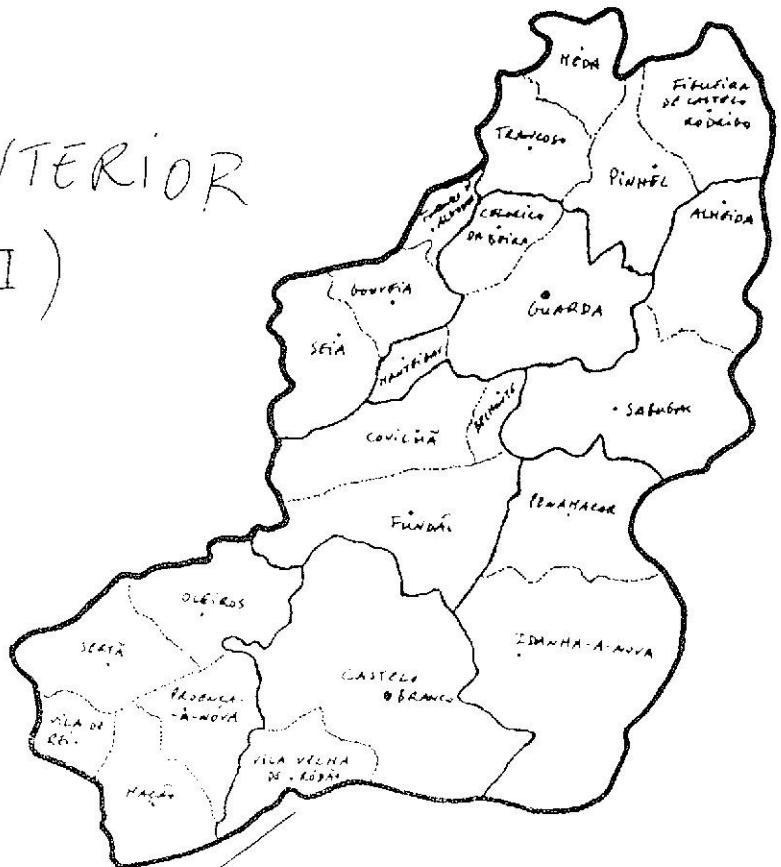 NTERIOR
I)
MÊDA
FIGUEIRA
DE CASTELO
RODRIGO
TRANCOSO
PINHEL
ALMEIDA
CELORICO
DA BEIRA
GOUVEIA
GUARDA
SEIA
MANTEIGAS
BELMONTE
SABUGAL
COVILHÃ
FUNDÃO
PENAMACOR
OLEIROS
IDANHA-A-NOVA
SERTÃ
CASTELO
BRANCO
PROENÇA-
-A-NOVA
VILA DE
REI
VILA VELHA
DE RÓDÃO
MAÇÃO